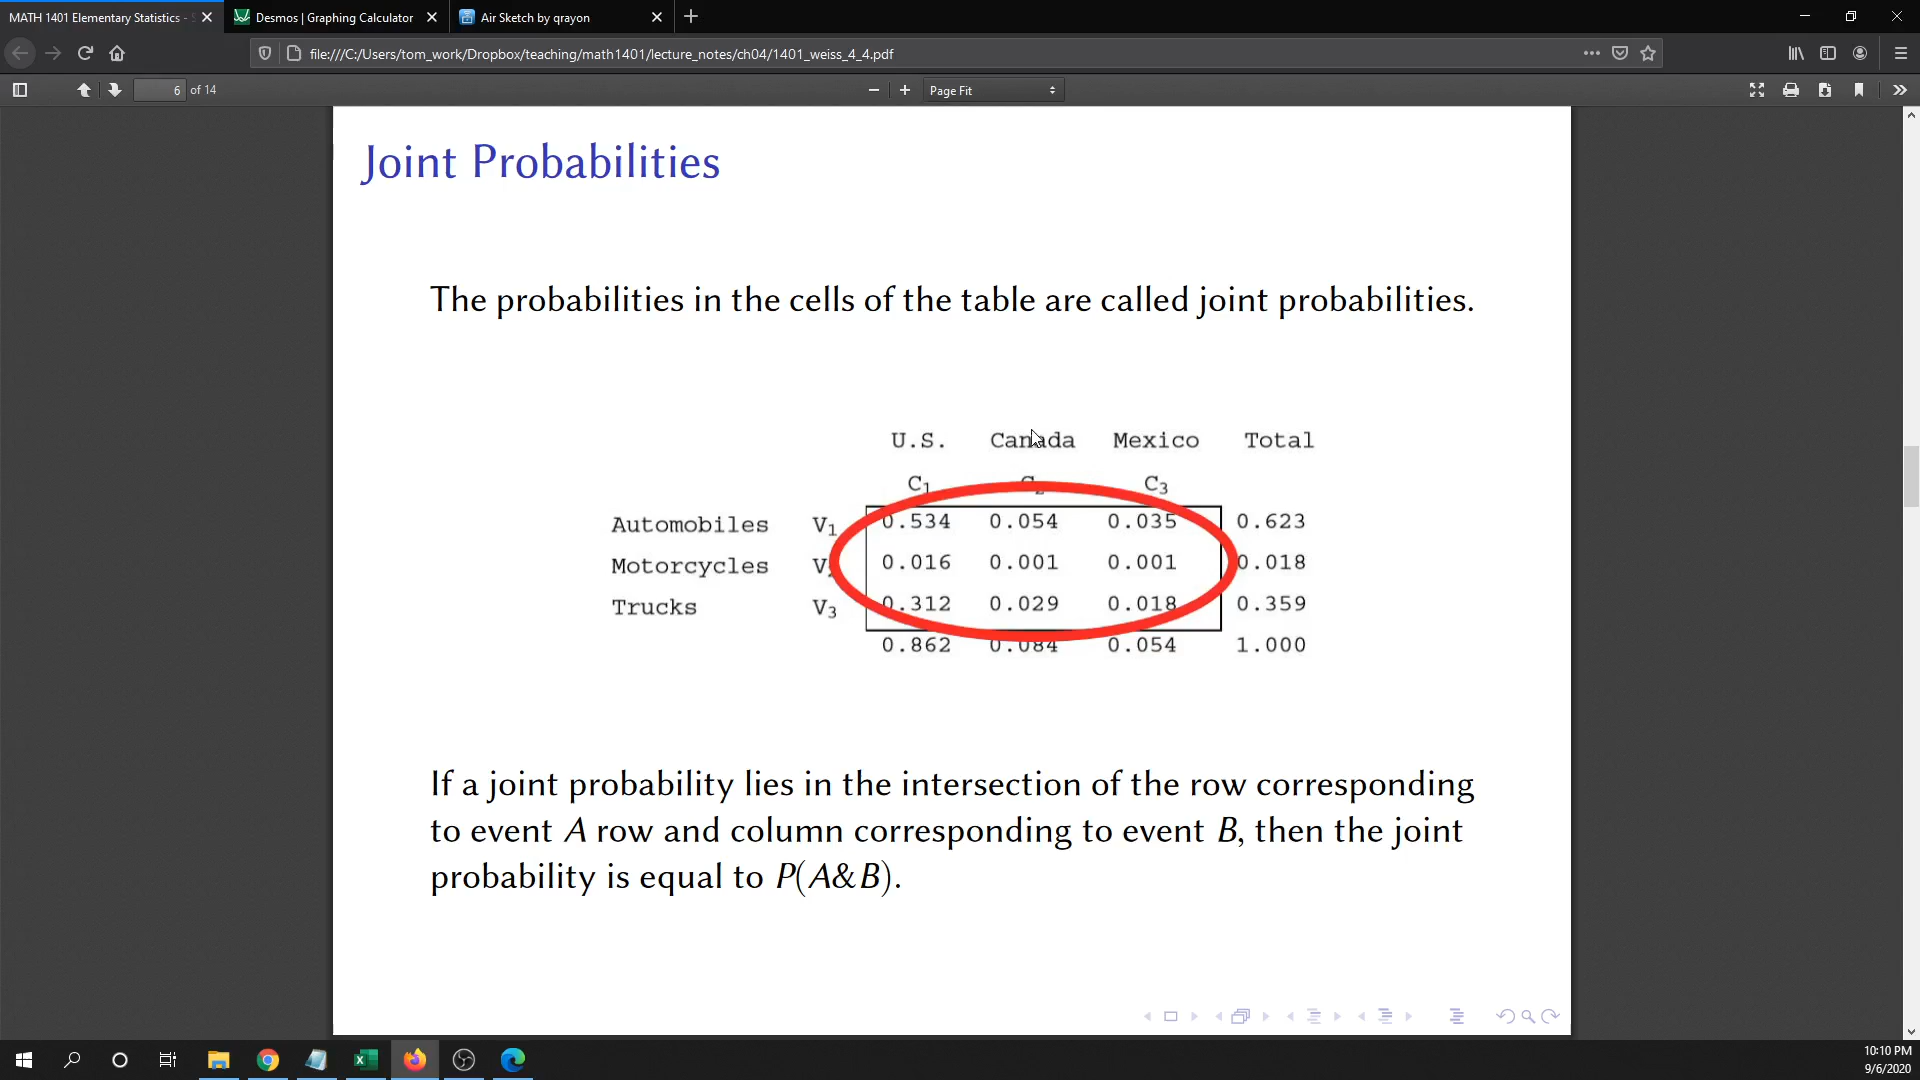 MATH 1401 Elementary Statistics -
Desmos | Graphing Calculator
Air Sketch by qrayon
file:///C:/Users/tom_work/Dropbox/teaching/math1401/lecture_notes/ch04/1401_weiss_4_4.pdf
6 of 14
Page Fit
Joint Probabilities
The probabilities in the cells of the table are called joint probabilities.
U.S. Canada Mexico Total
C1 C2 C3
Automobiles V1 0.534 0.054 0.035 0.623
Motorcycles V2 0.016 0.001 0.001 0.018
Trucks V3 0.312 0.029 0.018 0.359
0.862 0.084 0.054 1.000
If a joint probability lies in the intersection of the row corresponding
to event A row and column corresponding to event B, then the joint
probability is equal to P(A&B).
10:10 PM
9/6/2020